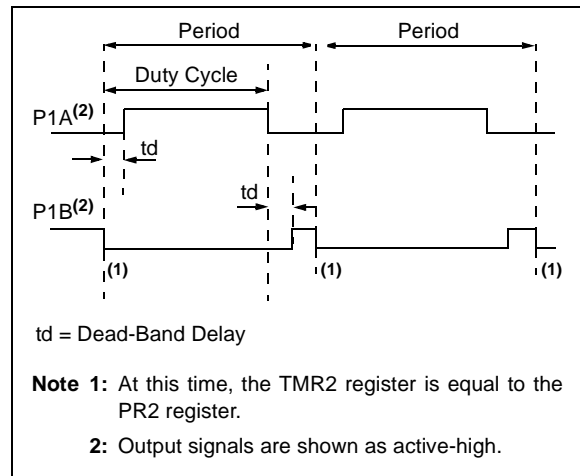 Period Period
Duty Cycle
P1A(2)
td
td
P1B(2)
(1) (1) (1)
td = Dead-Band Delay
Note 1: At this time, the TMR2 register is equal to the
PR2 register.
2: Output signals are shown as active-high.